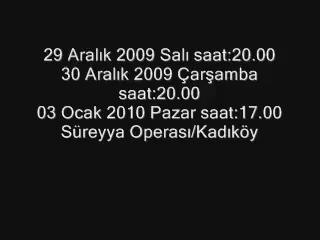 29 Aralık 2009 Salı saat:20.00
30 Aralık 2009 Çarşamba
saat:20.00
03 Ocak 2010 Pazar saat:17.00
Süreyya Operası/Kadıköy